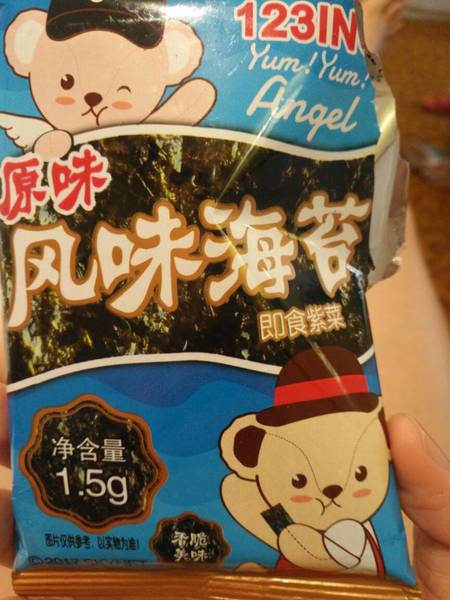 123IN
Yum! Yum!
Angel
原味
风味海苔
即食紫菜
净含量
1.5g
图片仅供参考，以实物为准!
香脆
美味